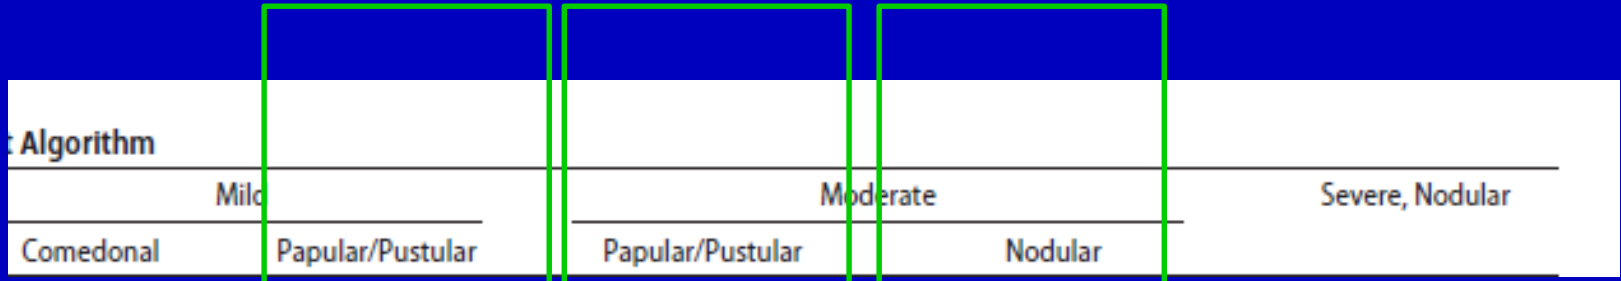 : Algorithm
Mild Moderate Severe, Nodular
Comedonal Papular/Pustular Papular/Pustular Nodular